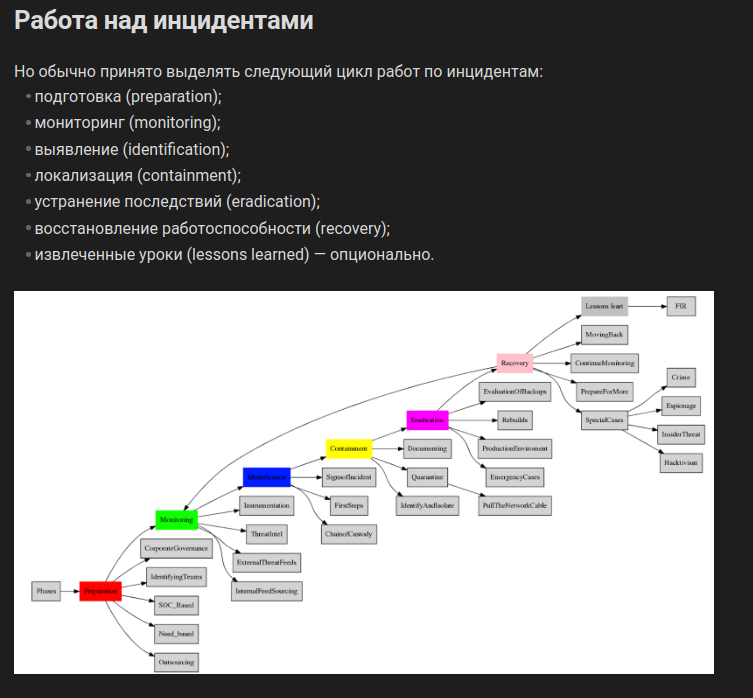 Работа над инцидентами
Но обычно принято выделять следующий цикл работ по инцидентам:
подготовка (preparation);
мониторинг (monitoring);
выявление (identification);
локализация (containment);
устранение последствий (eradication);
восстановление работоспособности (recovery);
извлеченные уроки (lessons learned) — опционально.
Lessons leart
FIR
MovingBack
Recovery
ContinueMonitoring
Crime
EvaluationOfBackups
PrepareForMore
Espionage
Eradication
Rebuilds
SpecialCases
InsiderThreat
Containment
Documenting
ProductionEnviroment
Hacktivism
Identification
SignsofIncident
Quarantine
EmergencyCases
Instrumentation
FirstSteps
IdentifyAndIsolate
PullTheNetworkCable
Monitoring
ThreatIntel
ChainofCustody
CorporateGovernance
ExternalThreatFeeds
IdentifyingTeams
Phases
Preparation
InternalFeedSourcing
SOC_Based
Need_based
Outsourcing